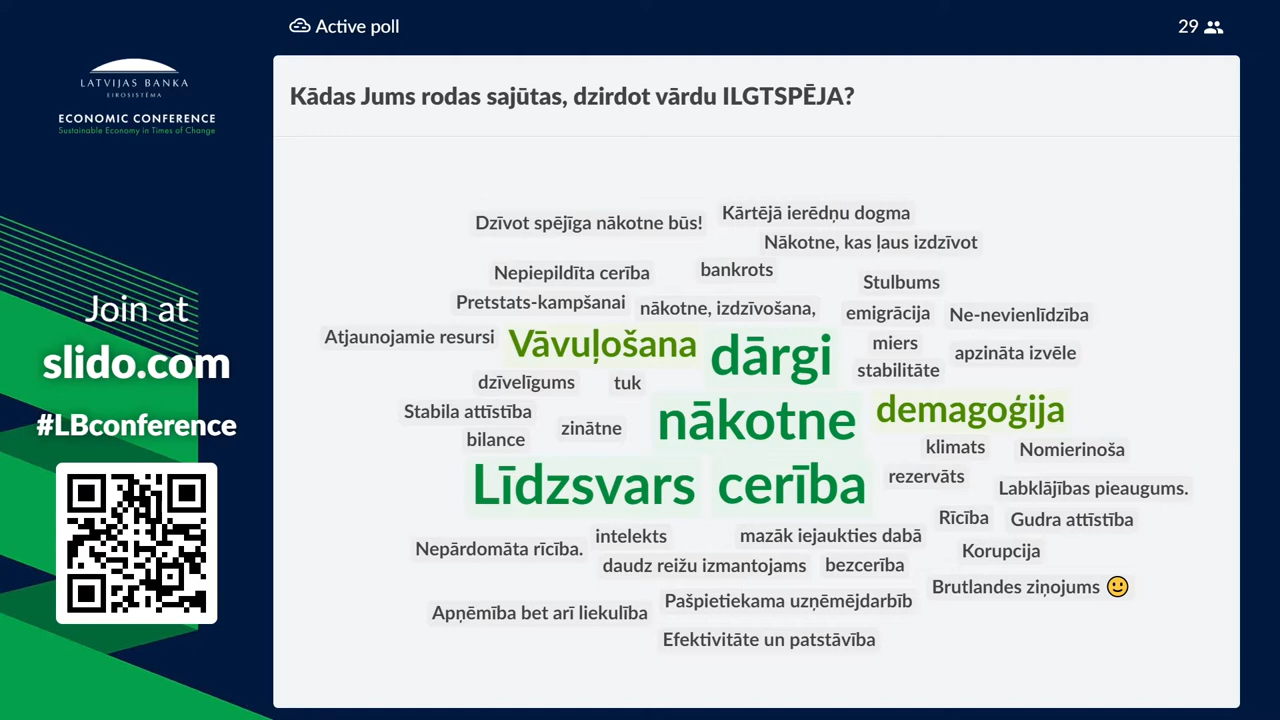 Active poll
29
LATVIJAS BANKA
EIROSISTĒMA
ECONOMIC CONFERENCE
Sustainable Economy in Times of Change
Join at
slido.com
#LBconference
Kādas Jums rodas sajūtas, dzirdot vārdu ILGTSPĒJA?
Dzīvot spējīga nākotne būs!
Kārtējā ierēdņu dogma
Nākotne, kas ļaus izdzīvot
Nepiepildīta cerība
bankrots
Stulbums
Pretstats-kampšanai
nākotne, izdzīvošana,
emigrācija
Ne-nevienlīdzība
Atjaunojamie resursi
Vāvuļošana
dārgi
miers
apzināta izvēle
stabilitāte
dzīvelīgums
tuk
Stabila attīstība
zinātne
nākotne
demagoģija
bilance
klimats
Nomierinoša
Līdzsvars
cerība
rezervāts
Labklājības pieaugums.
Rīcība
Gudra attīstība
Nepārdomāta rīcība.
intelekts
mazāk iejaukties dabā
Korupcija
daudz reižu izmantojams
bezcerība
Brutlandes ziņojums 🙂
Apņēmība bet arī liekulība
Pašpietiekama uzņēmējdarbīb
Efektivitāte un patstāvība